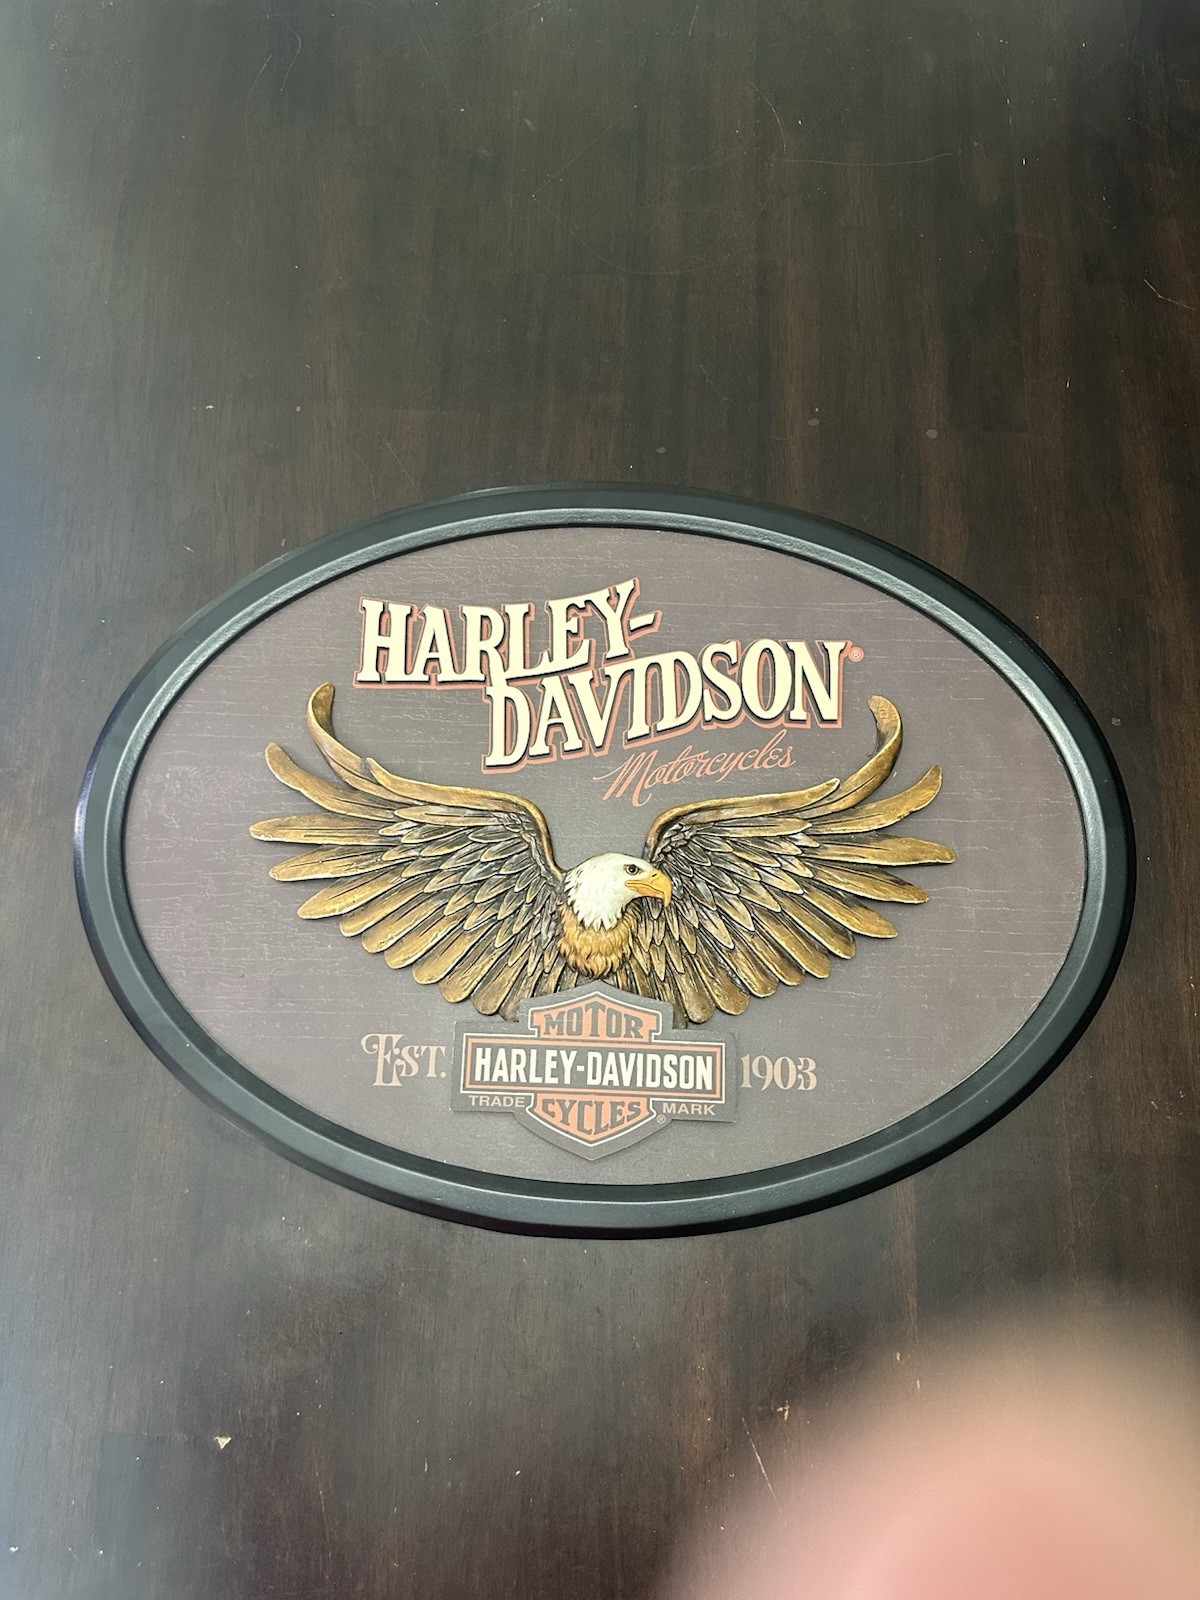 HARLEY-
DAVIDSON®
Motorcycles
MOTOR
EST. HARLEY-DAVIDSON 1903
TRADE CYCLES® MARK